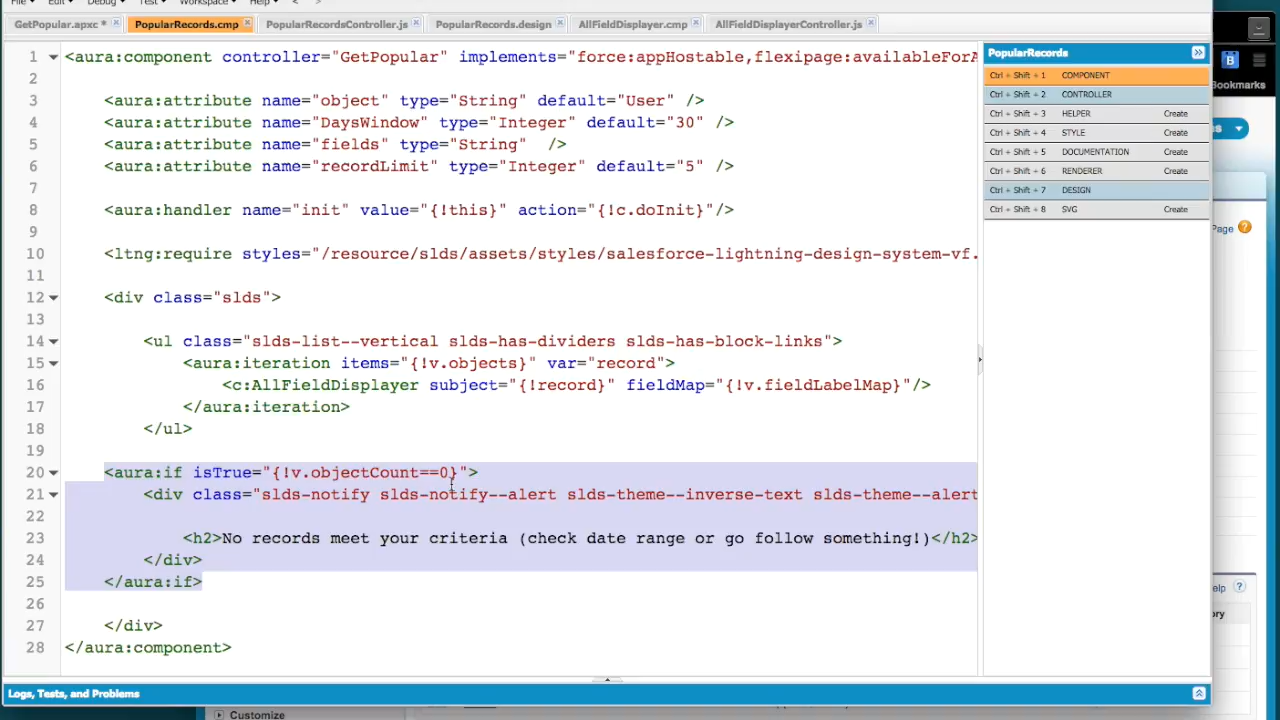 File Edit Debug Test Workspace Help < >
GetPopular.apxc * PopularRecords.cmp PopularRecordsController.js PopularRecords.design AllFieldDisplayer.cmp AllFieldDisplayerController.js
1 <aura:component controller="GetPopular" implements="force:appHostable,flexipage:availableForA
2
3 <aura:attribute name="object" type="String" default="User" />
4 <aura:attribute name="DaysWindow" type="Integer" default="30" />
5 <aura:attribute name="fields" type="String" />
6 <aura:attribute name="recordLimit" type="Integer" default="5" />
7
8 <aura:handler name="init" value="{!this}" action="{!c.doInit}"/>
9
10 <ltng:require styles="/resource/slds/assets/styles/salesforce-lightning-design-system-vf.
11
12 <div class="slds">
13
14 <ul class="slds-list--vertical slds-has-dividers slds-has-block-links">
15 <aura:iteration items="{!v.objects}" var="record">
16 <c:AllFieldDisplayer subject="{!record}" fieldMap="{!v.fieldLabelMap}"/>
17 </aura:iteration>
18 </ul>
19
20 <aura:if isTrue="{!v.objectCount==0}">
21 <div class="slds-notify slds-notify--alert slds-theme--inverse-text slds-theme--alert
22
23 <h2>No records meet your criteria (check date range or go follow something!)</h2>
24 </div>
25 </aura:if>
26
27 </div>
28 </aura:component>
PopularRecords
Ctrl + Shift + 1 COMPONENT
Ctrl + Shift + 2 CONTROLLER
Ctrl + Shift + 3 HELPER Create
Ctrl + Shift + 4 STYLE Create
Ctrl + Shift + 5 DOCUMENTATION Create
Ctrl + Shift + 6 RENDERER Create
Ctrl + Shift + 7 DESIGN
Ctrl + Shift + 8 SVG Create
B
Bookmarks
Page ?
?
Logs, Tests, and Problems
Customize